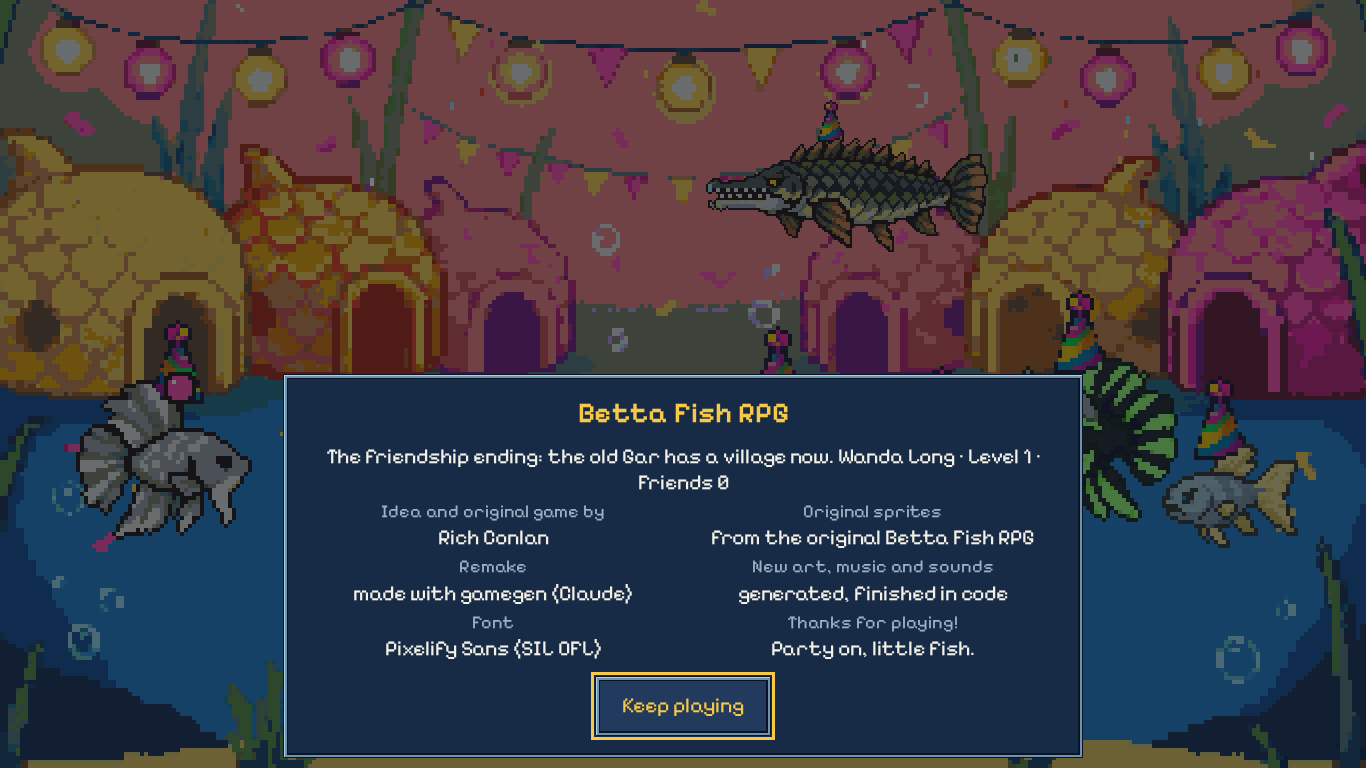 Betta Fish RPG
The Friendship ending: the old Gar has a village now. Wanda Long · Level 1 ·
Friends 0
Idea and original game by
Rich Conlan
Original sprites
From the original Betta Fish RPG
Remake
made with gamegen (Claude)
New art, music and sounds
generated, finished in code
Font
Pixelify Sans (SIL OFL)
Thanks for playing!
Party on, little fish.
Keep playing